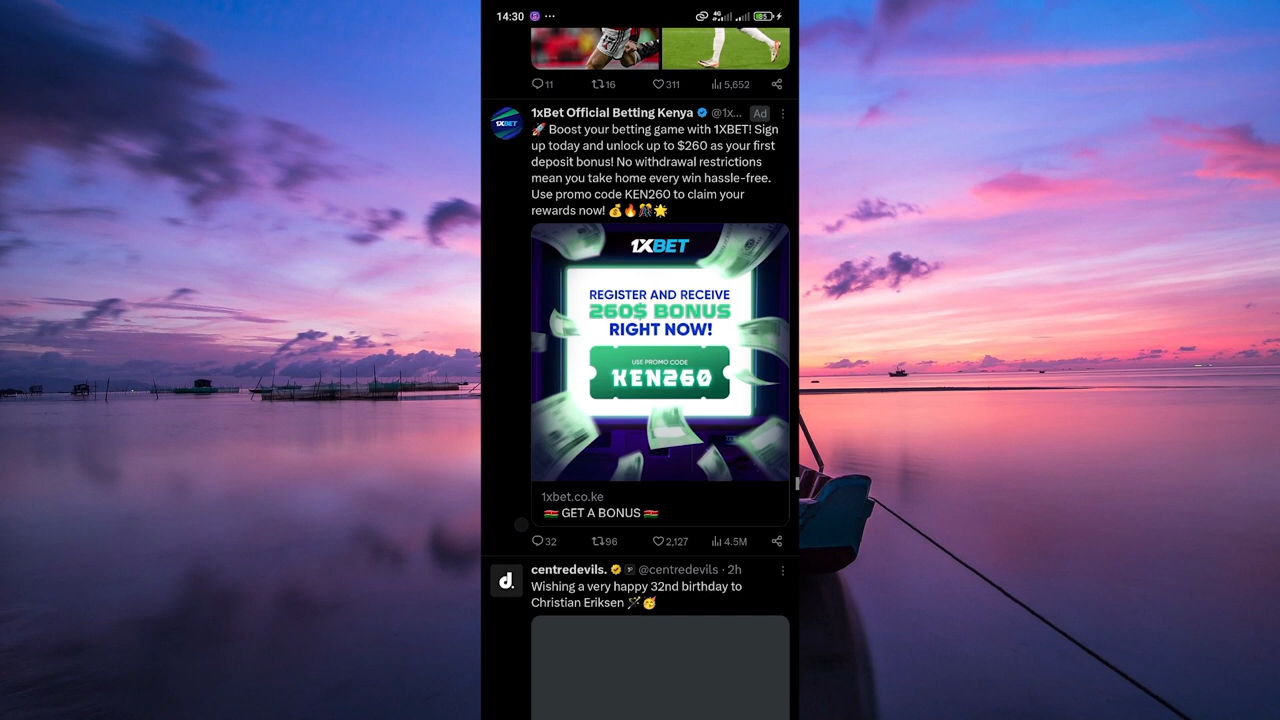 14:30 ••• 4G 85
11 16 311 5,652
1xBet Official Betting Kenya @1x... Ad
1XBET
🚀 Boost your betting game with 1XBET! Sign
up today and unlock up to $260 as your first
deposit bonus! No withdrawal restrictions
mean you take home every win hassle-free.
Use promo code KEN260 to claim your
rewards now! 💰🔥🎊🌟
1XBET
REGISTER AND RECEIVE
260$ BONUS
RIGHT NOW!
USE PROMO CODE
KEN260
1xbet.co.ke
🇰🇪 GET A BONUS 🇰🇪
32 96 2,127 4.5M
d.
centredevils. @centredevils · 2h
Wishing a very happy 32nd birthday to
Christian Eriksen 🪄🥳